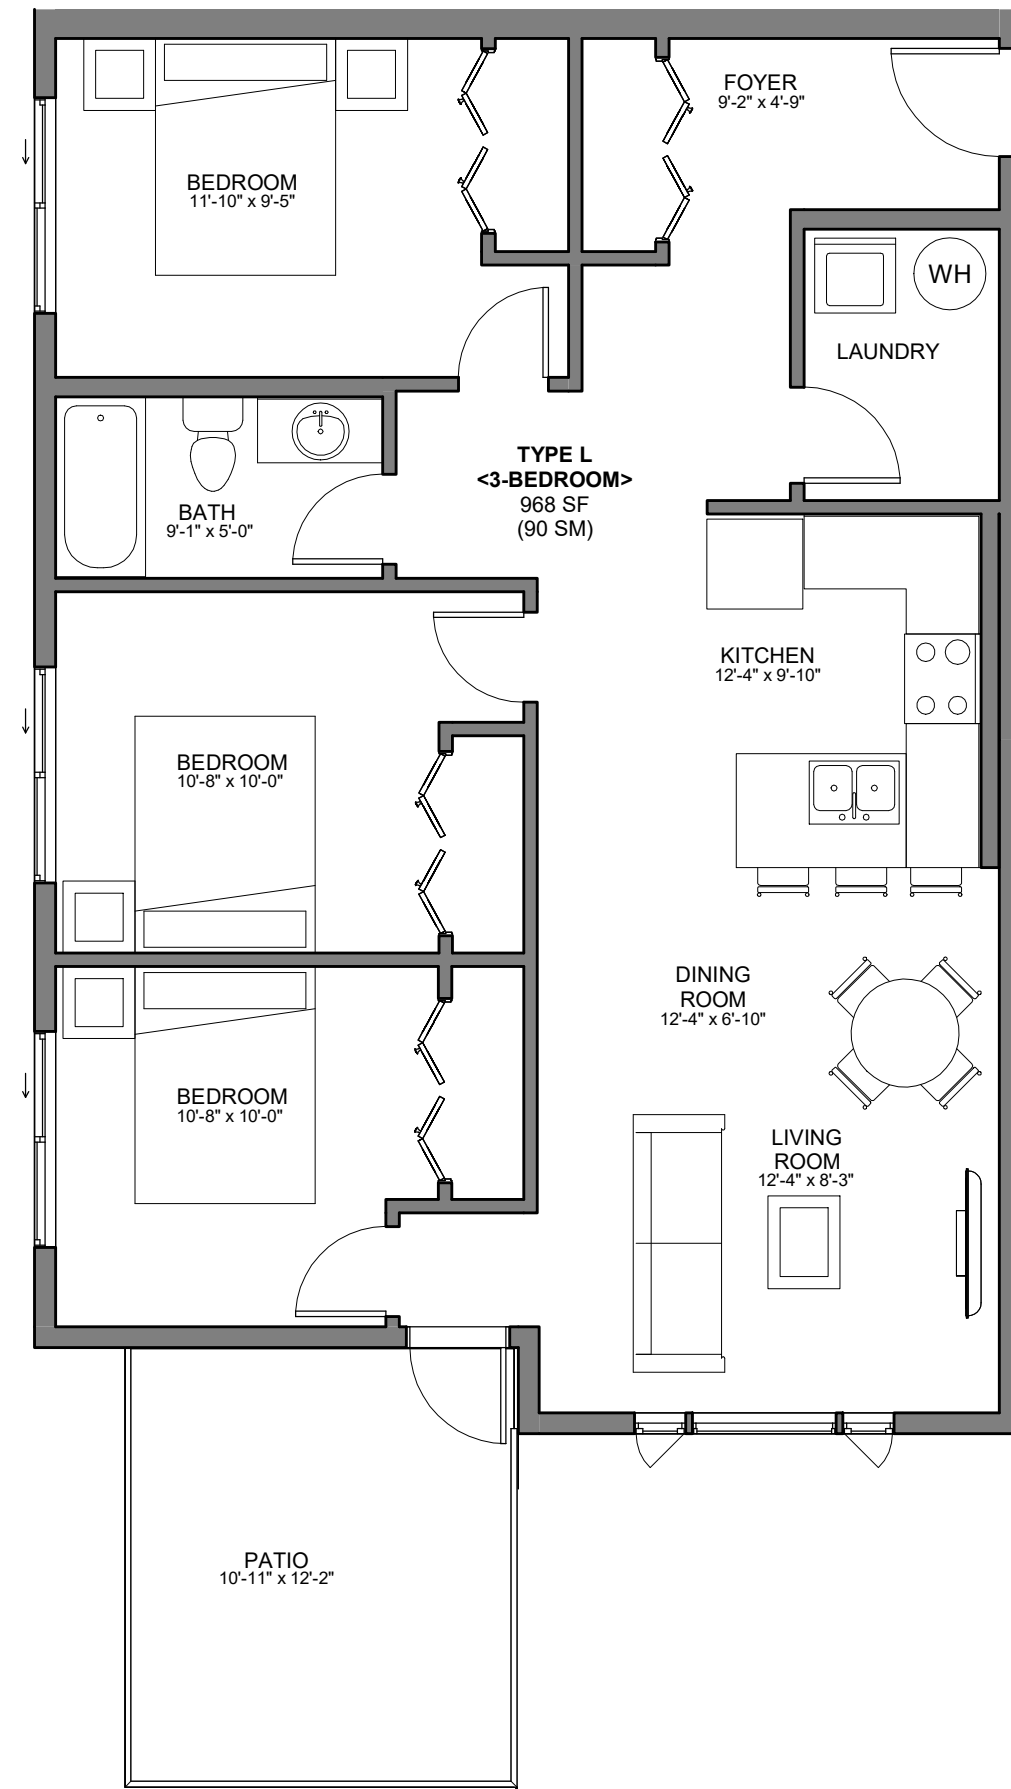 FOYER
9'-2" x 4'-9"
BEDROOM
11'-10" x 9'-5"
WH
LAUNDRY
TYPE L
<3-BEDROOM>
968 SF
(90 SM)
BATH
9'-1" x 5'-0"
KITCHEN
12'-4" x 9'-10"
BEDROOM
10'-8" x 10'-0"
DINING
ROOM
12'-4" x 6'-10"
BEDROOM
10'-8" x 10'-0"
LIVING
ROOM
12'-4" x 8'-3"
PATIO
10'-11" x 12'-2"